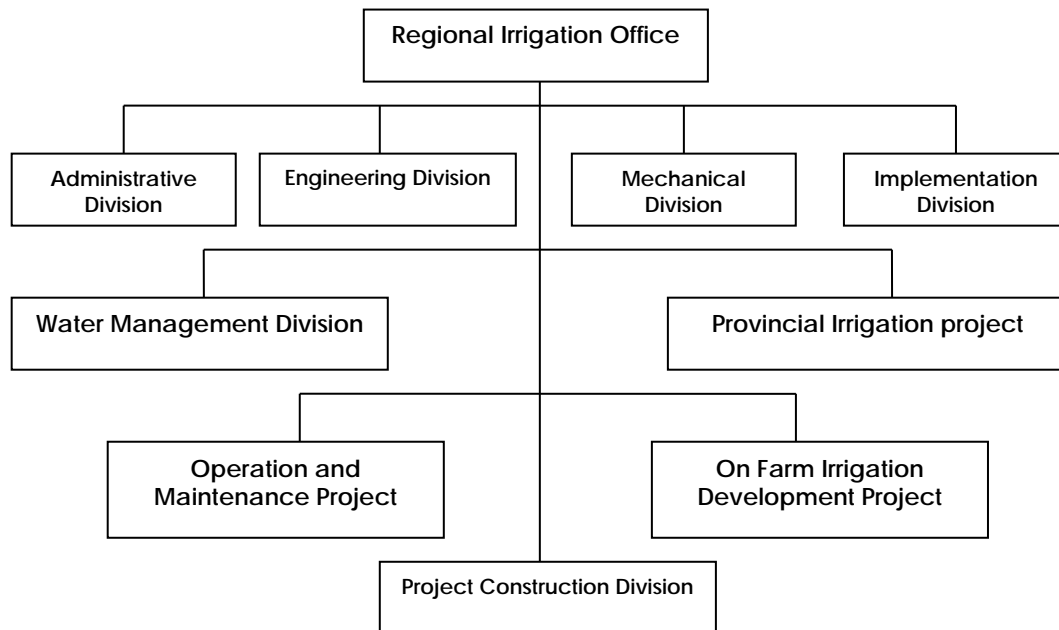 Regional Irrigation Office
Administrative
Division
Engineering Division
Mechanical
Division
Implementation
Division
Water Management Division
Provincial Irrigation project
Operation and
Maintenance Project
On Farm Irrigation
Development Project
Project Construction Division